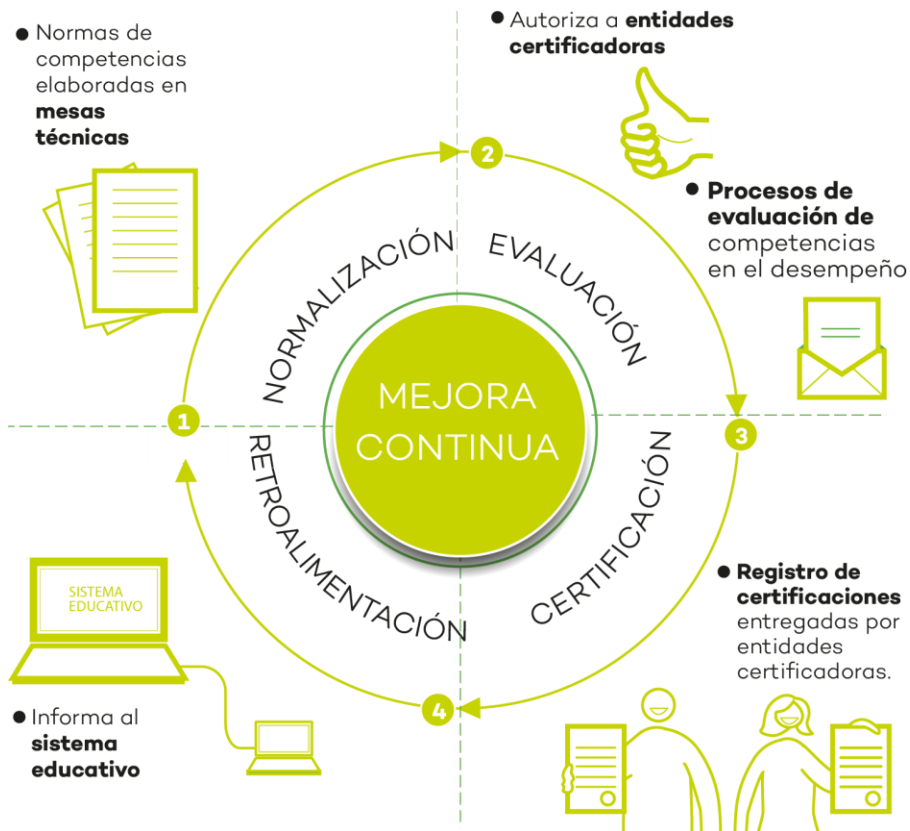 ● Normas de
competencias
elaboradas en
mesas
técnicas
● Autoriza a entidades
certificadoras
● Procesos de
evaluación de
competencias
en el desempeño
1
NORMALIZACIÓN
2
EVALUACIÓN
MEJORA
CONTINUA
3
CERTIFICACIÓN
● Registro de
certificaciones
entregadas por
entidades
certificadoras.
4
RETROALIMENTACIÓN
SISTEMA
EDUCATIVO
● Informa al
sistema
educativo